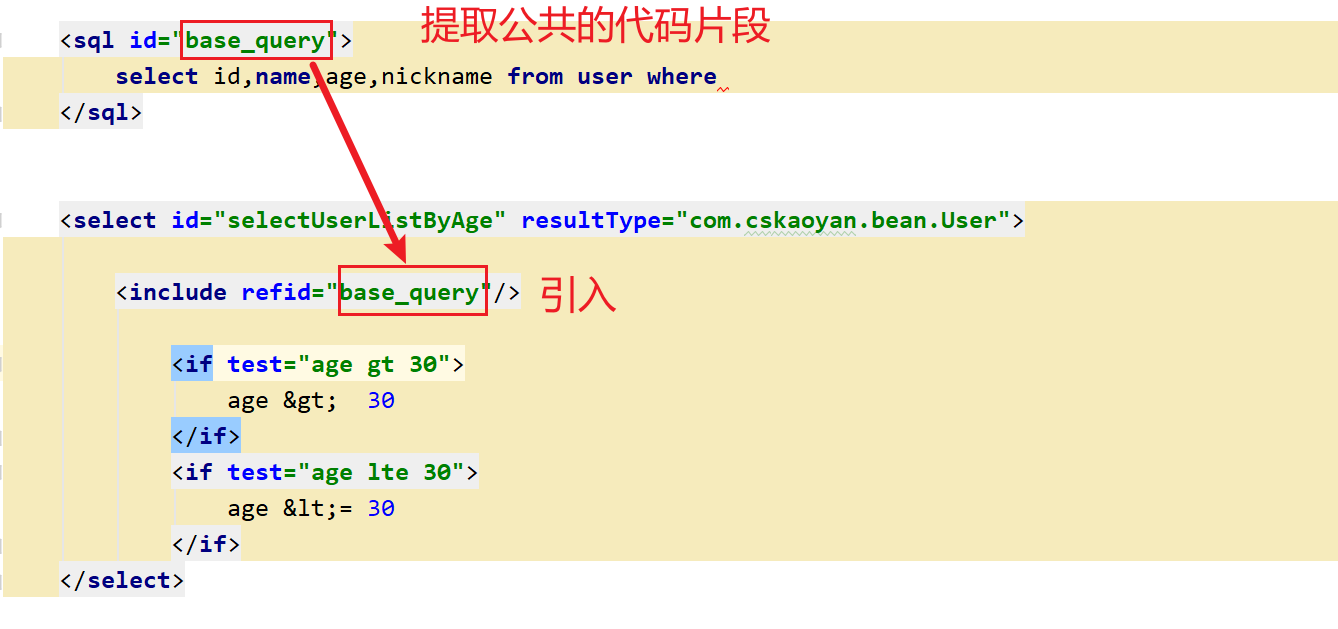 提取公共的代码片段
<sql id="base_query">
select id,name,age,nickname from user where
</sql>
<select id="selectUserListByAge" resultType="com.cskaoyan.bean.User">
<include refid="base_query"/> 引入
<if test="age gt 30">
age &gt;  30
</if>
<if test="age lte 30">
age &lt;= 30
</if>
</select>